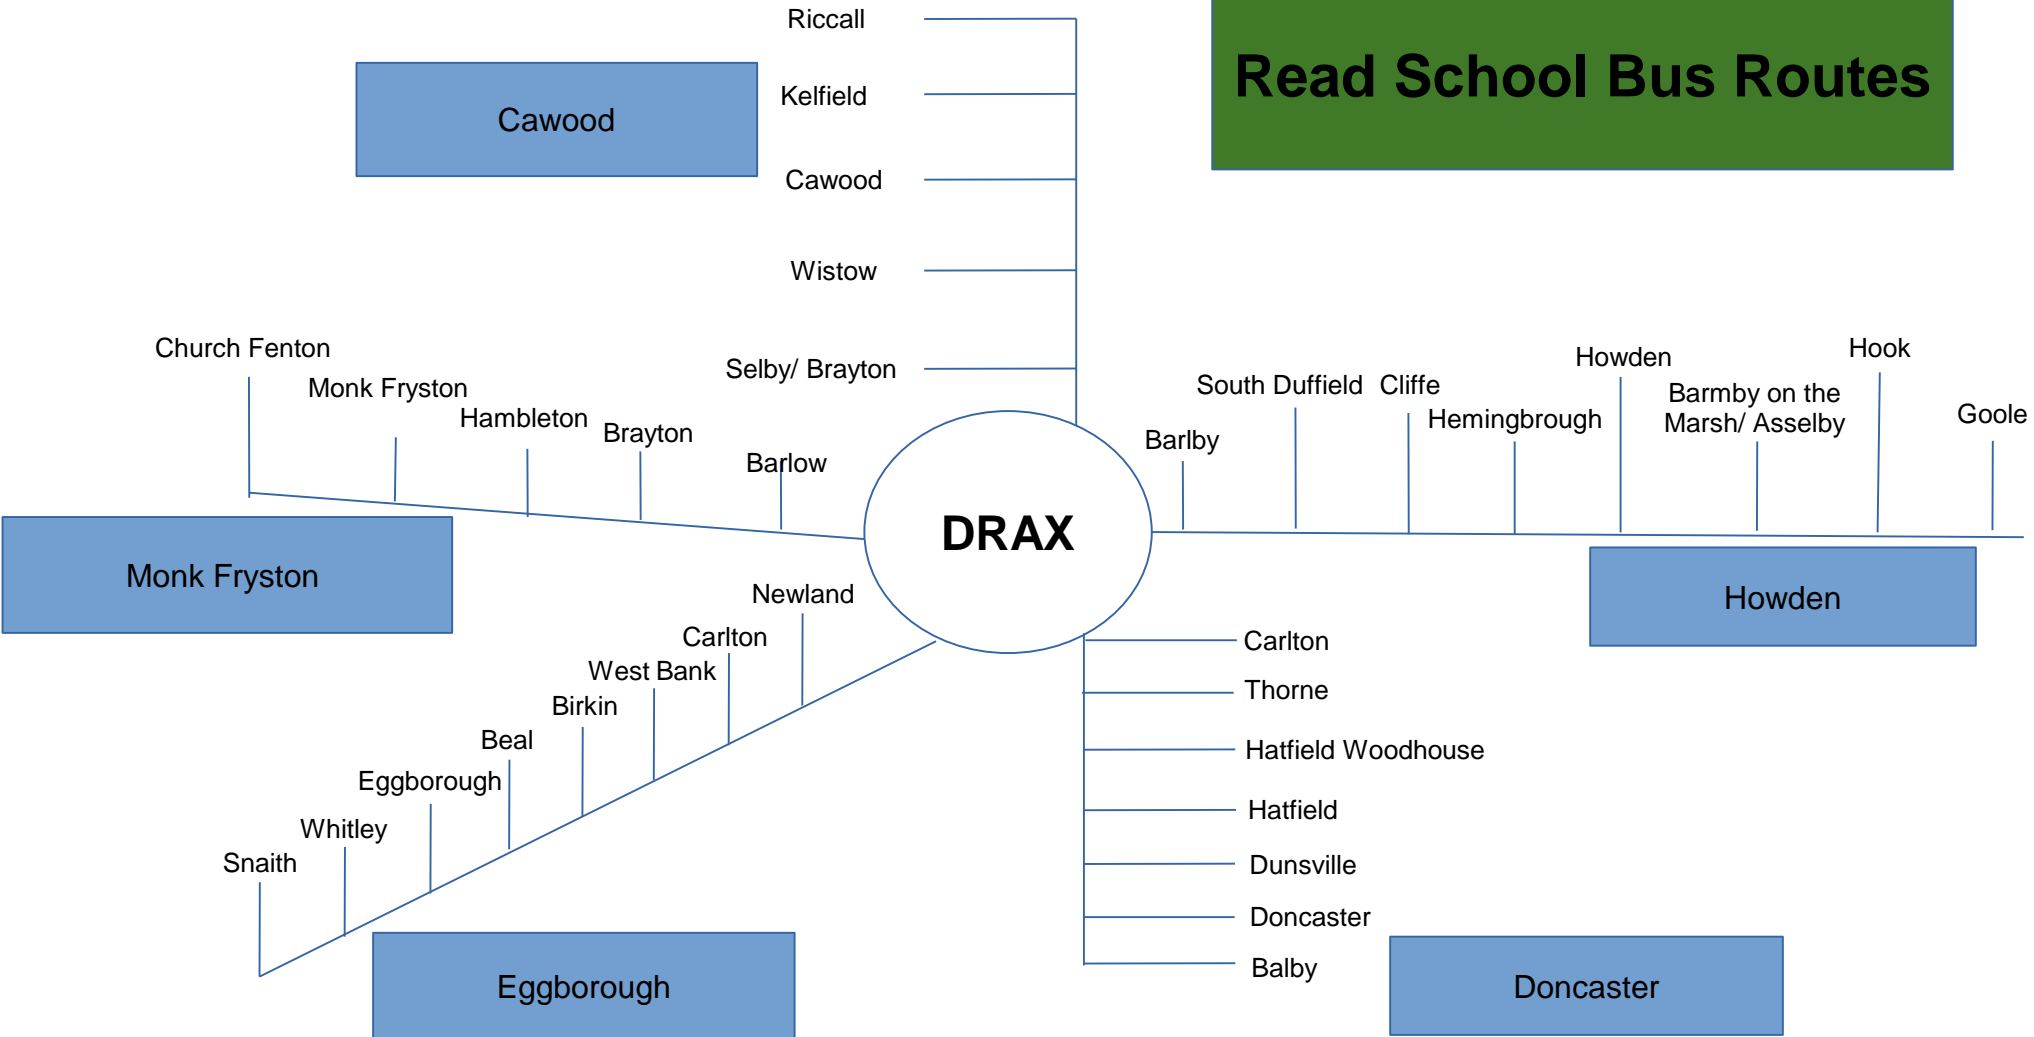 Riccall
Read School Bus Routes
Kelfield
Cawood
Cawood
Wistow
Selby/ Brayton
Church Fenton
Monk Fryston
Hambleton
Brayton
Barlow
Monk Fryston
DRAX
Barlby
South Duffield
Cliffe
Hemingbrough
Howden
Barmby on the
Marsh/ Asselby
Hook
Goole
Howden
Newland
Carlton
West Bank
Birkin
Beal
Eggborough
Whitley
Snaith
Eggborough
Carlton
Thorne
Hatfield Woodhouse
Hatfield
Dunsville
Doncaster
Balby
Doncaster